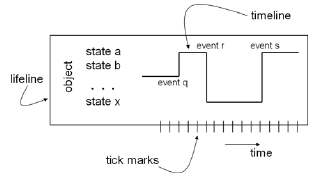 timeline
state a
event r
event s
state b
lifeline
object
event q
. . .
state x
tick marks
time